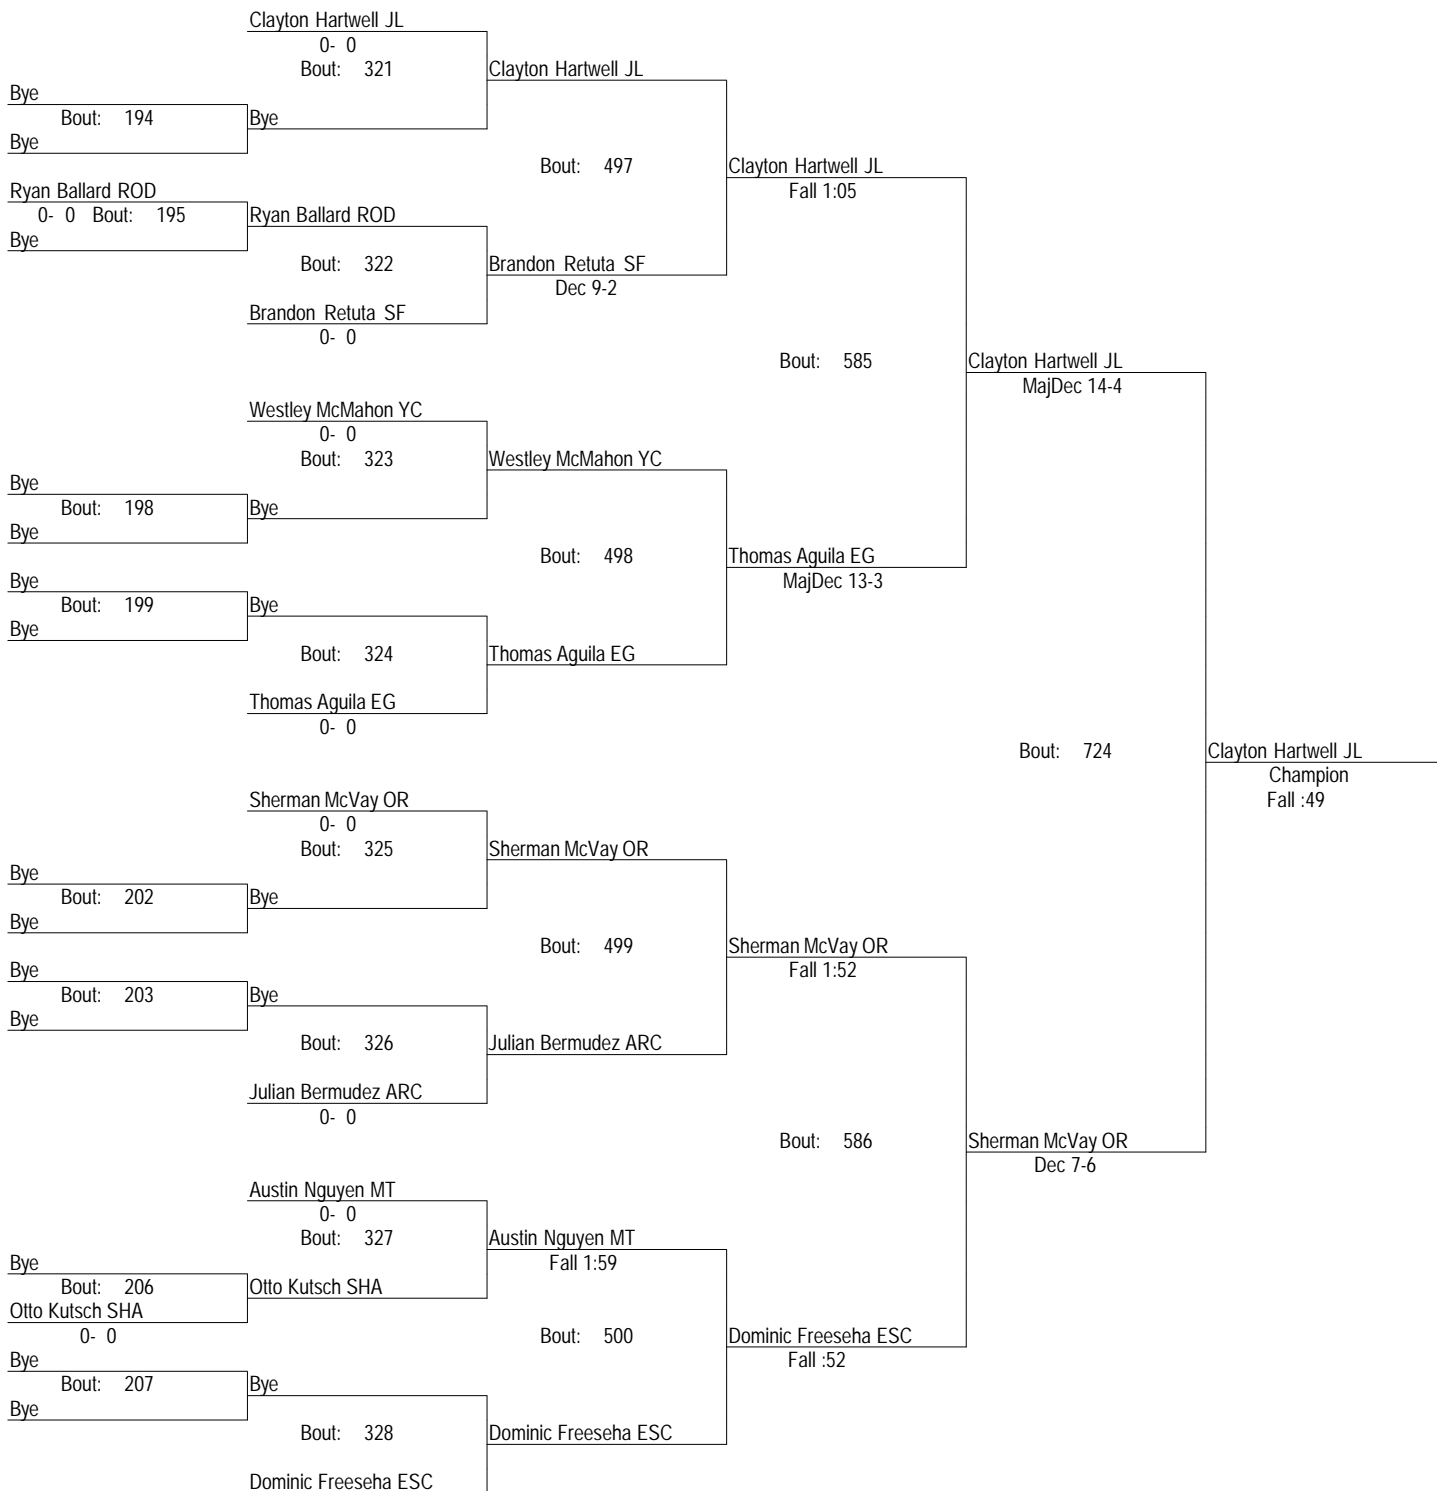 Clayton Hartwell JL
0- 0
Bout: 321
Clayton Hartwell JL
Bye
Bout: 194
Bye
Bye
Bout: 497
Clayton Hartwell JL
Fall 1:05
Ryan Ballard ROD
0- 0 Bout: 195
Ryan Ballard ROD
Bye
Bout: 322
Brandon Retuta SF
Dec 9-2
Brandon Retuta SF
0- 0
Bout: 585
Clayton Hartwell JL
MajDec 14-4
Westley McMahon YC
0- 0
Bout: 323
Westley McMahon YC
Bye
Bout: 198
Bye
Bye
Bout: 498
Thomas Aguila EG
MajDec 13-3
Bye
Bout: 199
Bye
Bye
Bout: 324
Thomas Aguila EG
Thomas Aguila EG
0- 0
Bout: 724
Clayton Hartwell JL
Champion
Fall :49
Sherman McVay OR
0- 0
Bout: 325
Sherman McVay OR
Bye
Bout: 202
Bye
Bye
Bout: 499
Sherman McVay OR
Fall 1:52
Bye
Bout: 203
Bye
Bye
Bout: 326
Julian Bermudez ARC
Julian Bermudez ARC
0- 0
Bout: 586
Sherman McVay OR
Dec 7-6
Austin Nguyen MT
0- 0
Bout: 327
Austin Nguyen MT
Fall 1:59
Bye
Bout: 206
Otto Kutsch SHA
Otto Kutsch SHA
0- 0
Bout: 500
Dominic Freeseha ESC
Fall :52
Bye
Bout: 207
Bye
Bye
Bout: 328
Dominic Freeseha ESC
Dominic Freeseha ESC